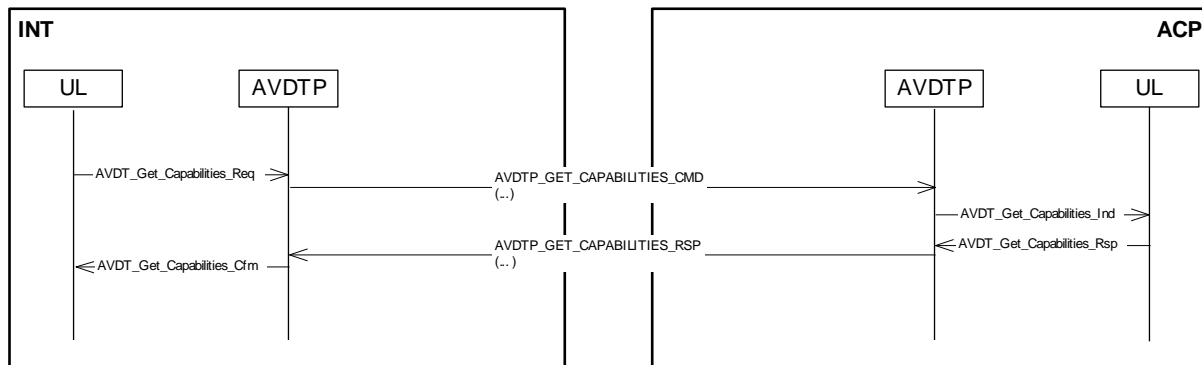 INT
ACP
UL
AVDTP
AVDTP
UL
AVDT_Get_Capabilities_Req
AVDTP_GET_CAPABILITIES_CMD
(...)
AVDT_Get_Capabilities_Ind
AVDTP_GET_CAPABILITIES_RSP
(...)
AVDT_Get_Capabilities_Rsp
AVDT_Get_Capabilities_Cfm